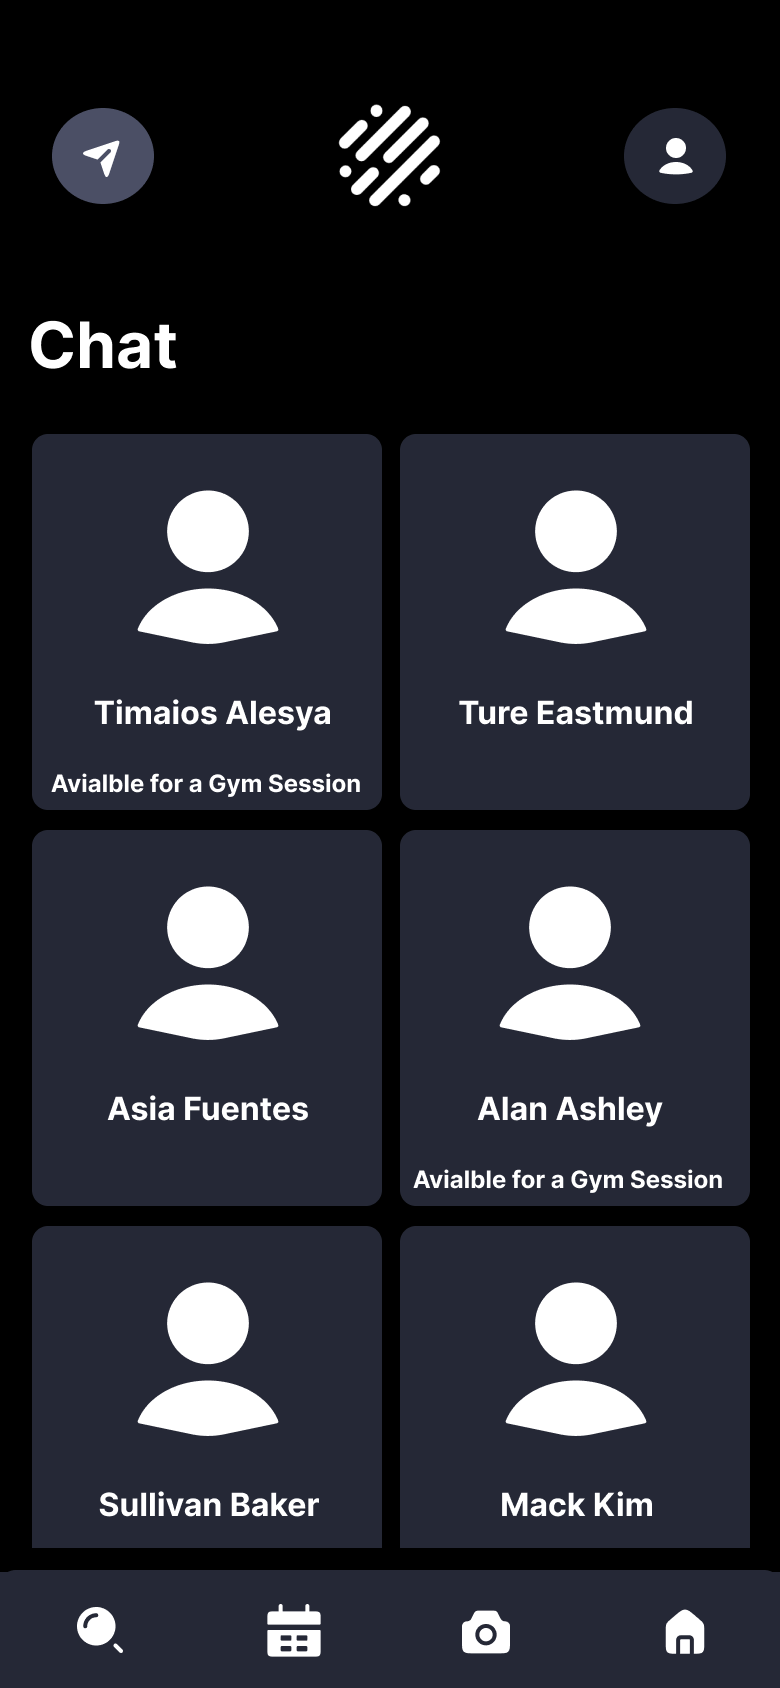 Chat
Timaios Alesya
Ture Eastmund
Avialble for a Gym Session
Asia Fuentes
Alan Ashley
Avialble for a Gym Session
Sullivan Baker
Mack Kim